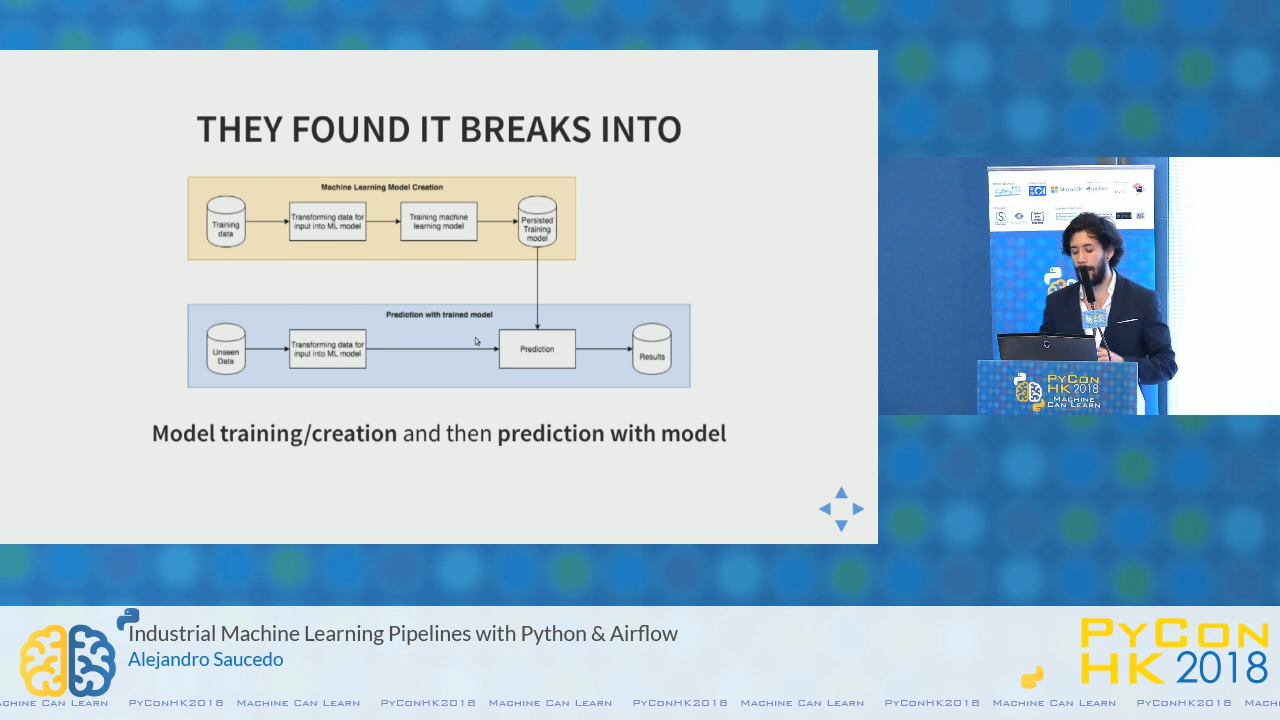 THEY FOUND IT BREAKS INTO
Machine Learning Model Creation
Training
data
Transforming data for
input into ML model
Training machine
learning model
Persisted
Training
model
Prediction with trained model
Unseen
Data
Transforming data for
input into ML model
Prediction
Results
Model training/creation and then prediction with model
Microsoft
PYCON
HK 2018
MACHINE
CAN LEARN
Industrial Machine Learning Pipelines with Python & Airflow
Alejandro Saucedo
PYCON
HK 2018
ACHINE CAN LEARN PYCONHK2018 MACHINE CAN LEARN PYCONHK2018 MACHINE CAN LEARN PYCONHK2018 MACHINE CAN LEARN PYCONHK2018 MACHINE CAN LEARN PYCONHK2018 MACH